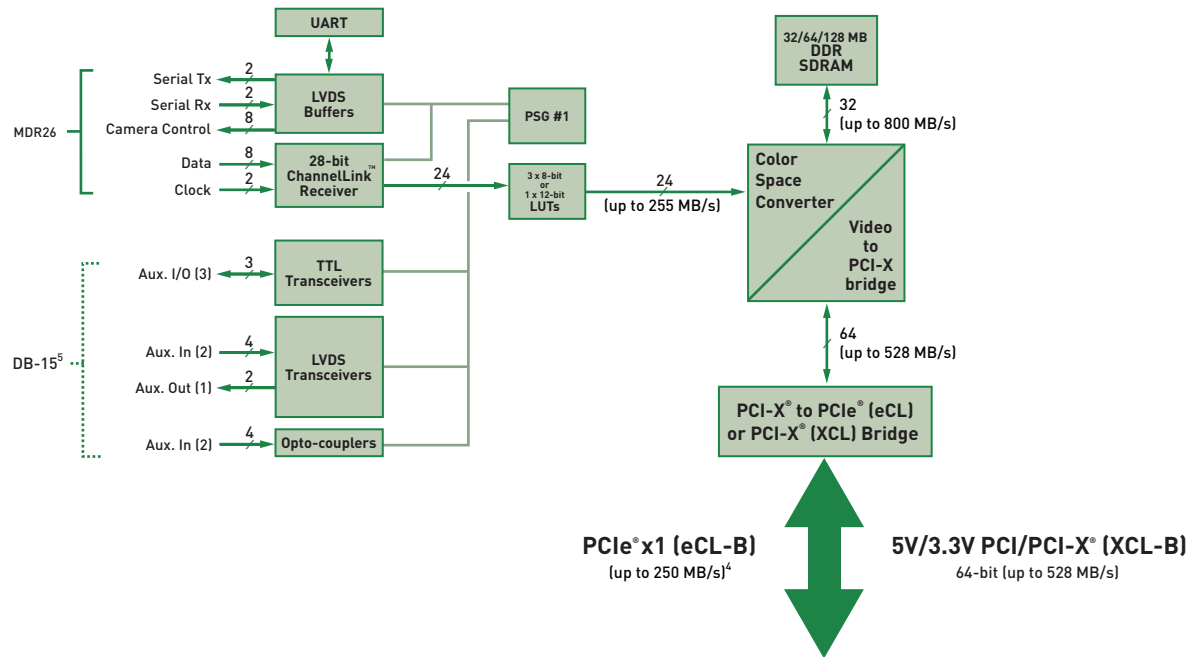 UART
32/64/128 MB
DDR
SDRAM
MDR26
Serial Tx
2
Serial Rx
2
Camera Control
8
LVDS
Buffers
PSG #1
32
(up to 800 MB/s)
Data
8
Clock
2
28-bit
ChannelLink™
Receiver
24
3 x 8-bit
or
1 x 12-bit
LUTs
24
(up to 255 MB/s)
Color
Space
Converter
Video
to
PCI-X
bridge
DB-15⁵
Aux. I/O (3)
3
TTL
Transceivers
Aux. In (2)
4
Aux. Out (1)
2
LVDS
Transceivers
Aux. In (2)
4
Opto-couplers
64
(up to 528 MB/s)
PCI-X® to PCIe® (eCL)
or PCI-X® (XCL) Bridge
PCIe® x1 (eCL-B)
(up to 250 MB/s)⁴
5V/3.3V PCI/PCI-X® (XCL-B)
64-bit (up to 528 MB/s)